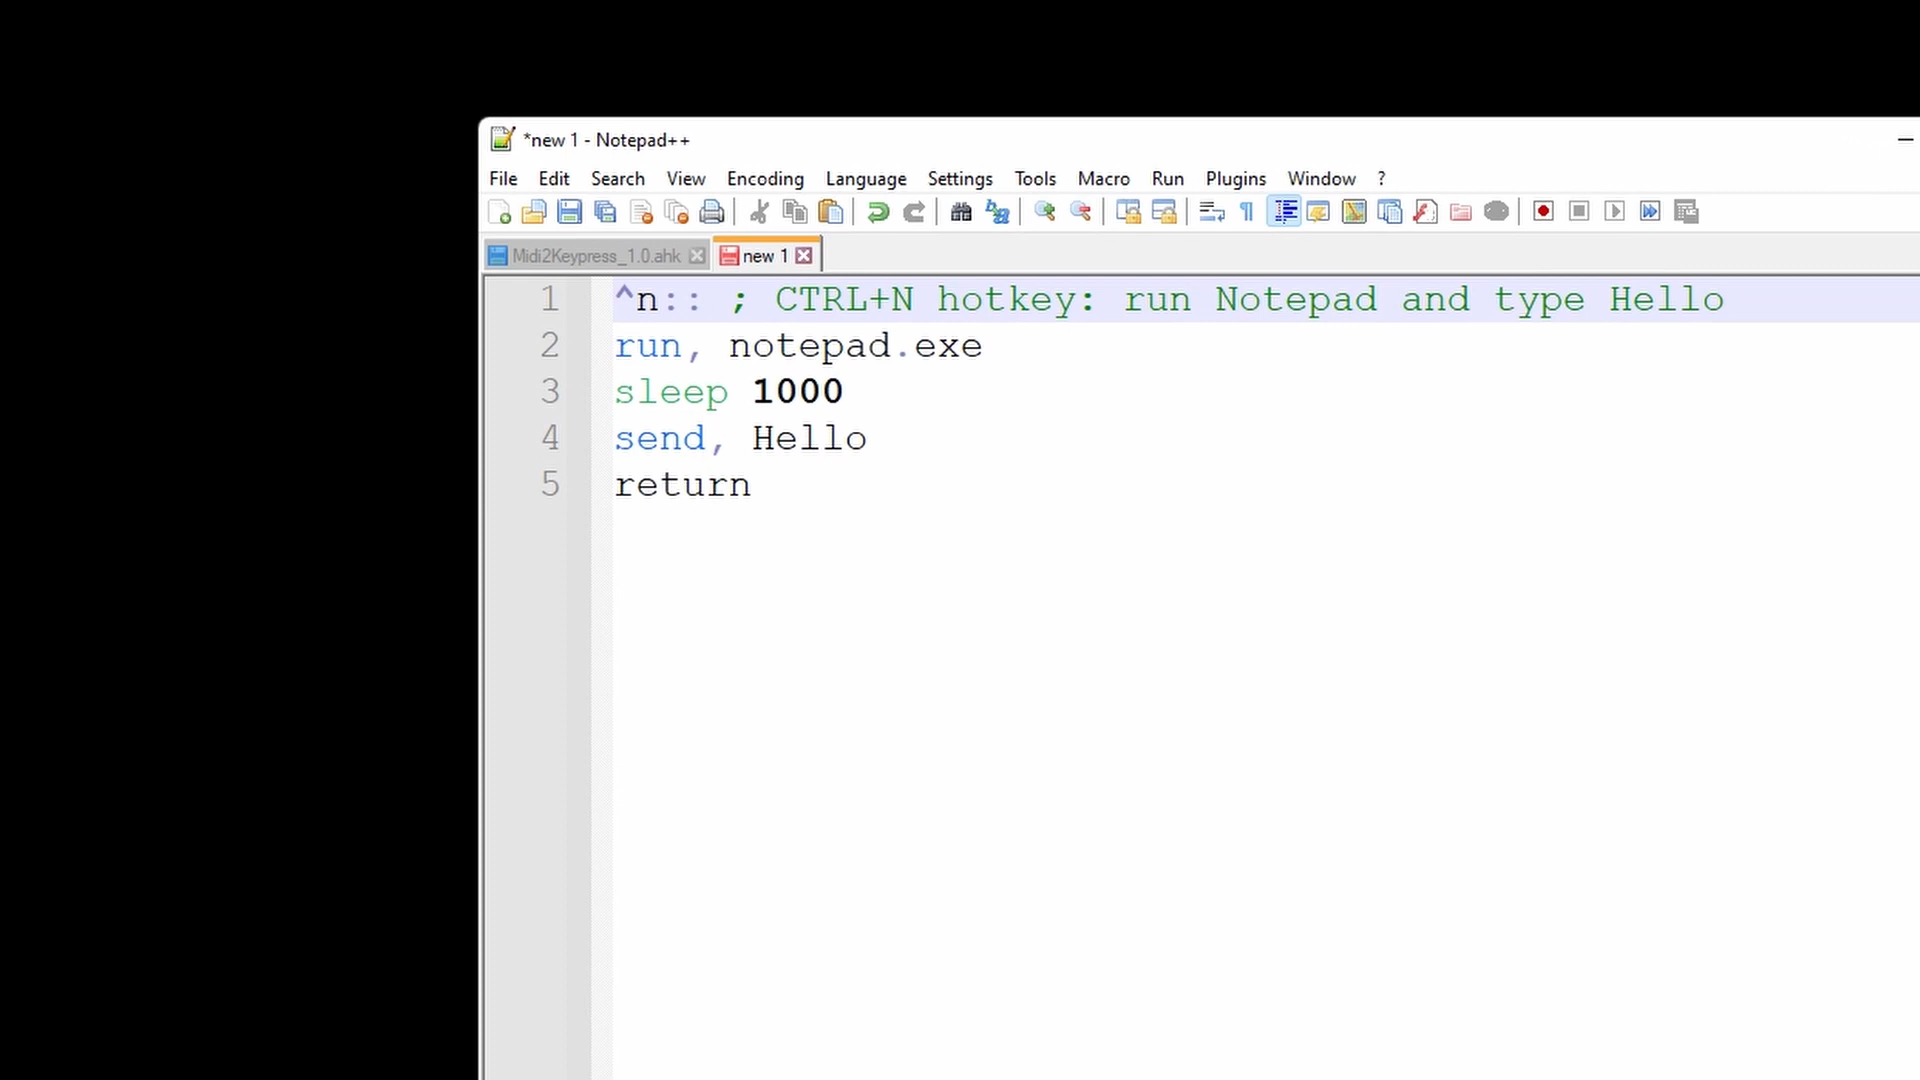 *new 1 - Notepad++
File Edit Search View Encoding Language Settings Tools Macro Run Plugins Window ?
Midi2Keypress_1.0.ahk new 1
1 ^n:: ; CTRL+N hotkey: run Notepad and type Hello
2 run, notepad.exe
3 sleep 1000
4 send, Hello
5 return